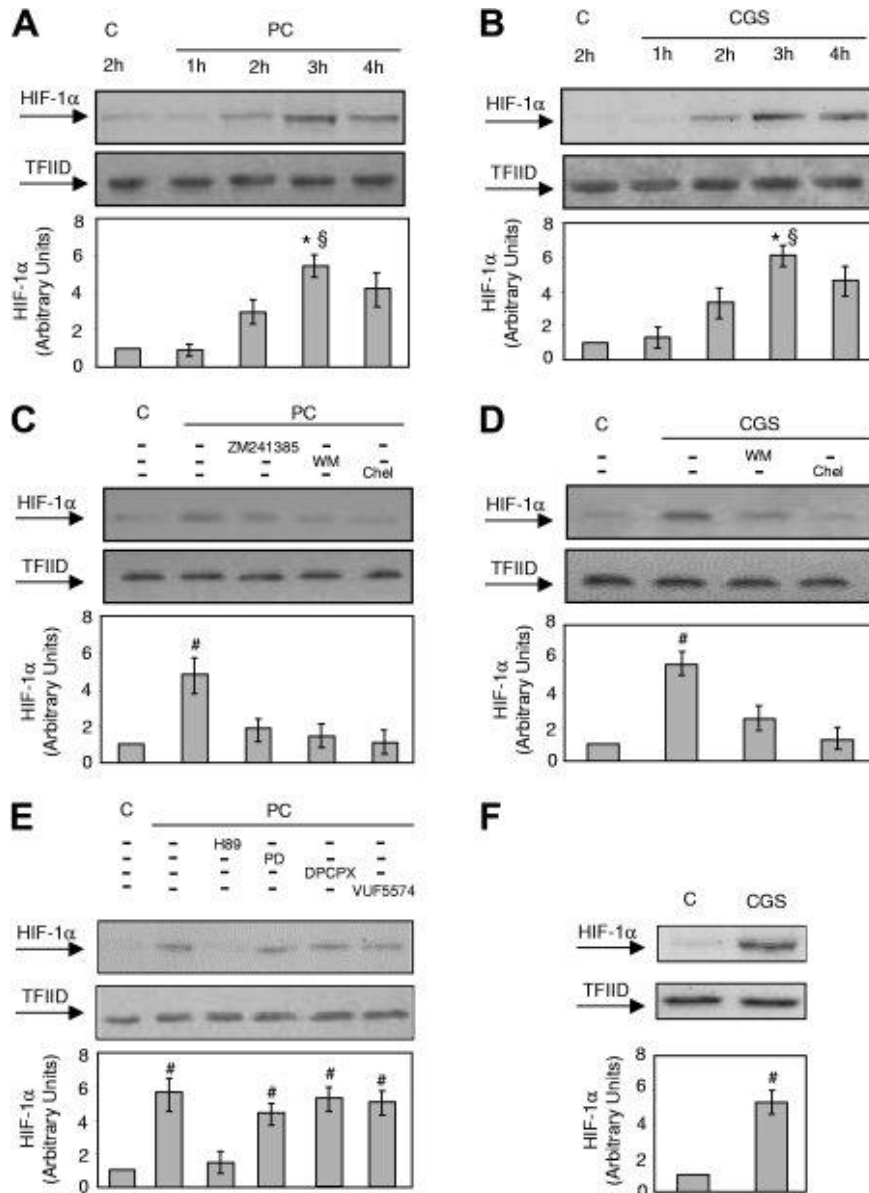 A
C PC
2h 1h 2h 3h 4h
HIF-1α
TFIID
HIF-1α
(Arbitrary Units)
8
6
4
2
0
* §
B
C CGS
2h 1h 2h 3h 4h
HIF-1α
TFIID
HIF-1α
(Arbitrary Units)
8
6
4
2
0
* §
C
C PC
– – ZM241385 – –
– – – WM –
– – – – Chel
HIF-1α
TFIID
HIF-1α
(Arbitrary Units)
8
6
4
2
0
#
D
C CGS
– – WM –
– – – Chel
HIF-1α
TFIID
HIF-1α
(Arbitrary Units)
8
6
4
2
0
#
E
C PC
– – H89 – – –
– – – PD – –
– – – – DPCPX –
– – – – – VUF5574
HIF-1α
TFIID
HIF-1α
(Arbitrary Units)
8
6
4
2
0
# # # #
F
C CGS
HIF-1α
TFIID
HIF-1α
(Arbitrary Units)
8
6
4
2
0
#